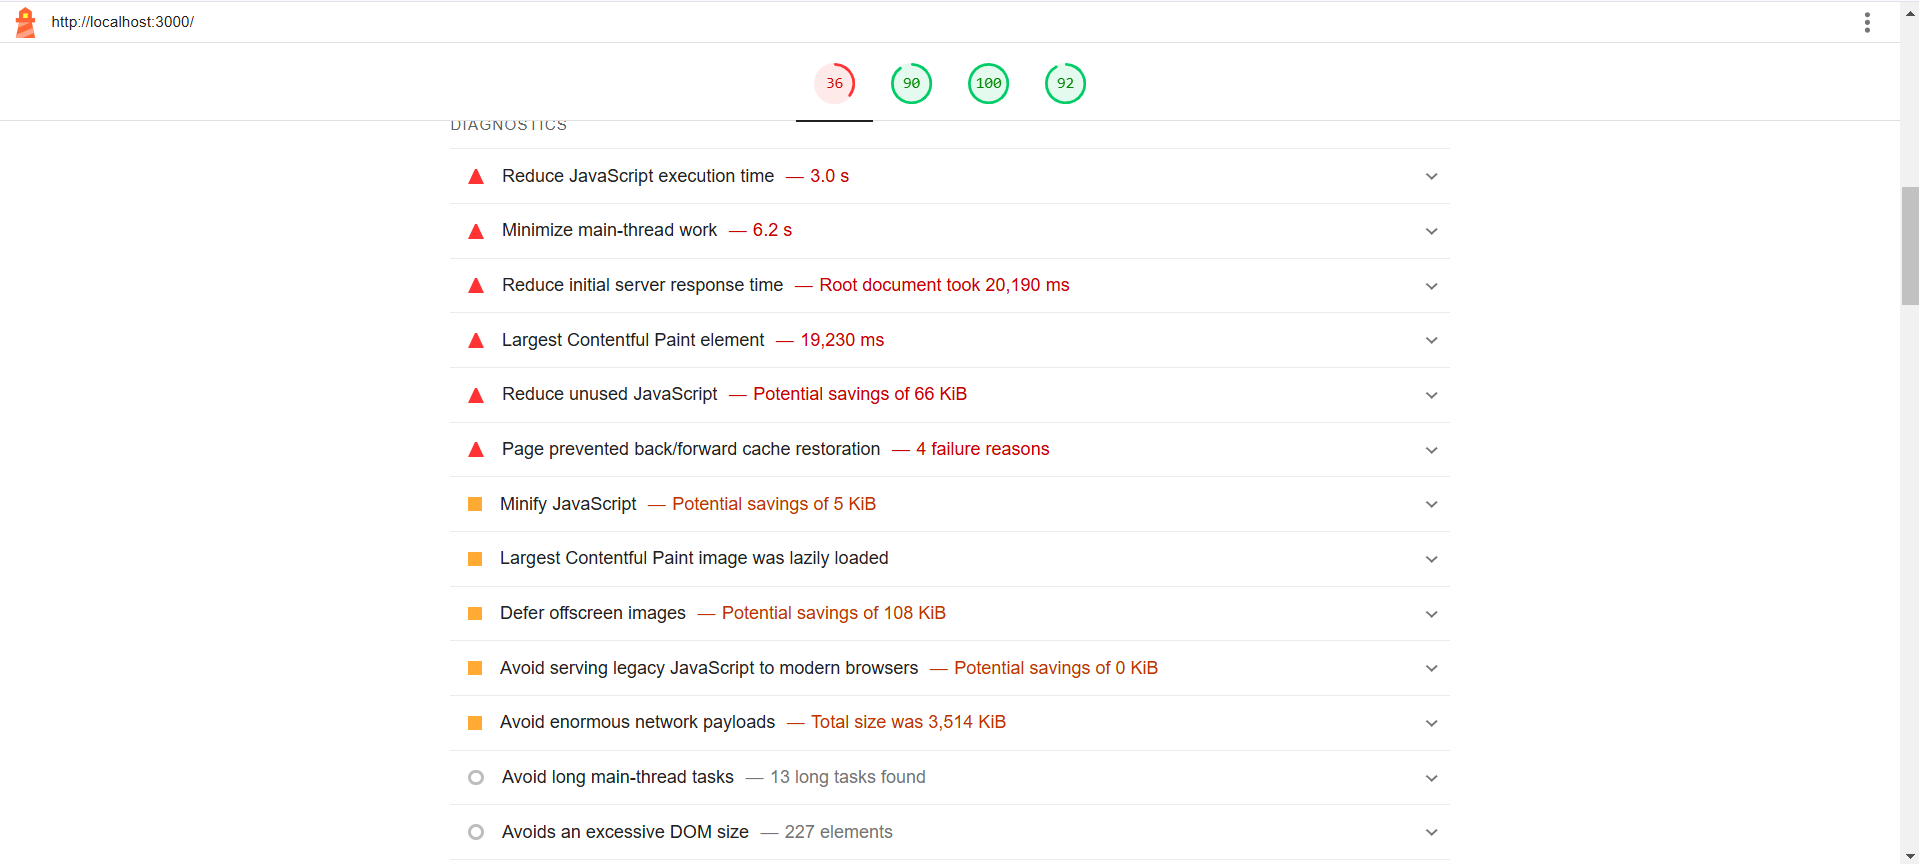 http://localhost:3000/
36 90 100 92
DIAGNOSTICS
Reduce JavaScript execution time — 3.0 s
Minimize main-thread work — 6.2 s
Reduce initial server response time — Root document took 20,190 ms
Largest Contentful Paint element — 19,230 ms
Reduce unused JavaScript — Potential savings of 66 KiB
Page prevented back/forward cache restoration — 4 failure reasons
Minify JavaScript — Potential savings of 5 KiB
Largest Contentful Paint image was lazily loaded
Defer offscreen images — Potential savings of 108 KiB
Avoid serving legacy JavaScript to modern browsers — Potential savings of 0 KiB
Avoid enormous network payloads — Total size was 3,514 KiB
Avoid long main-thread tasks — 13 long tasks found
Avoids an excessive DOM size — 227 elements